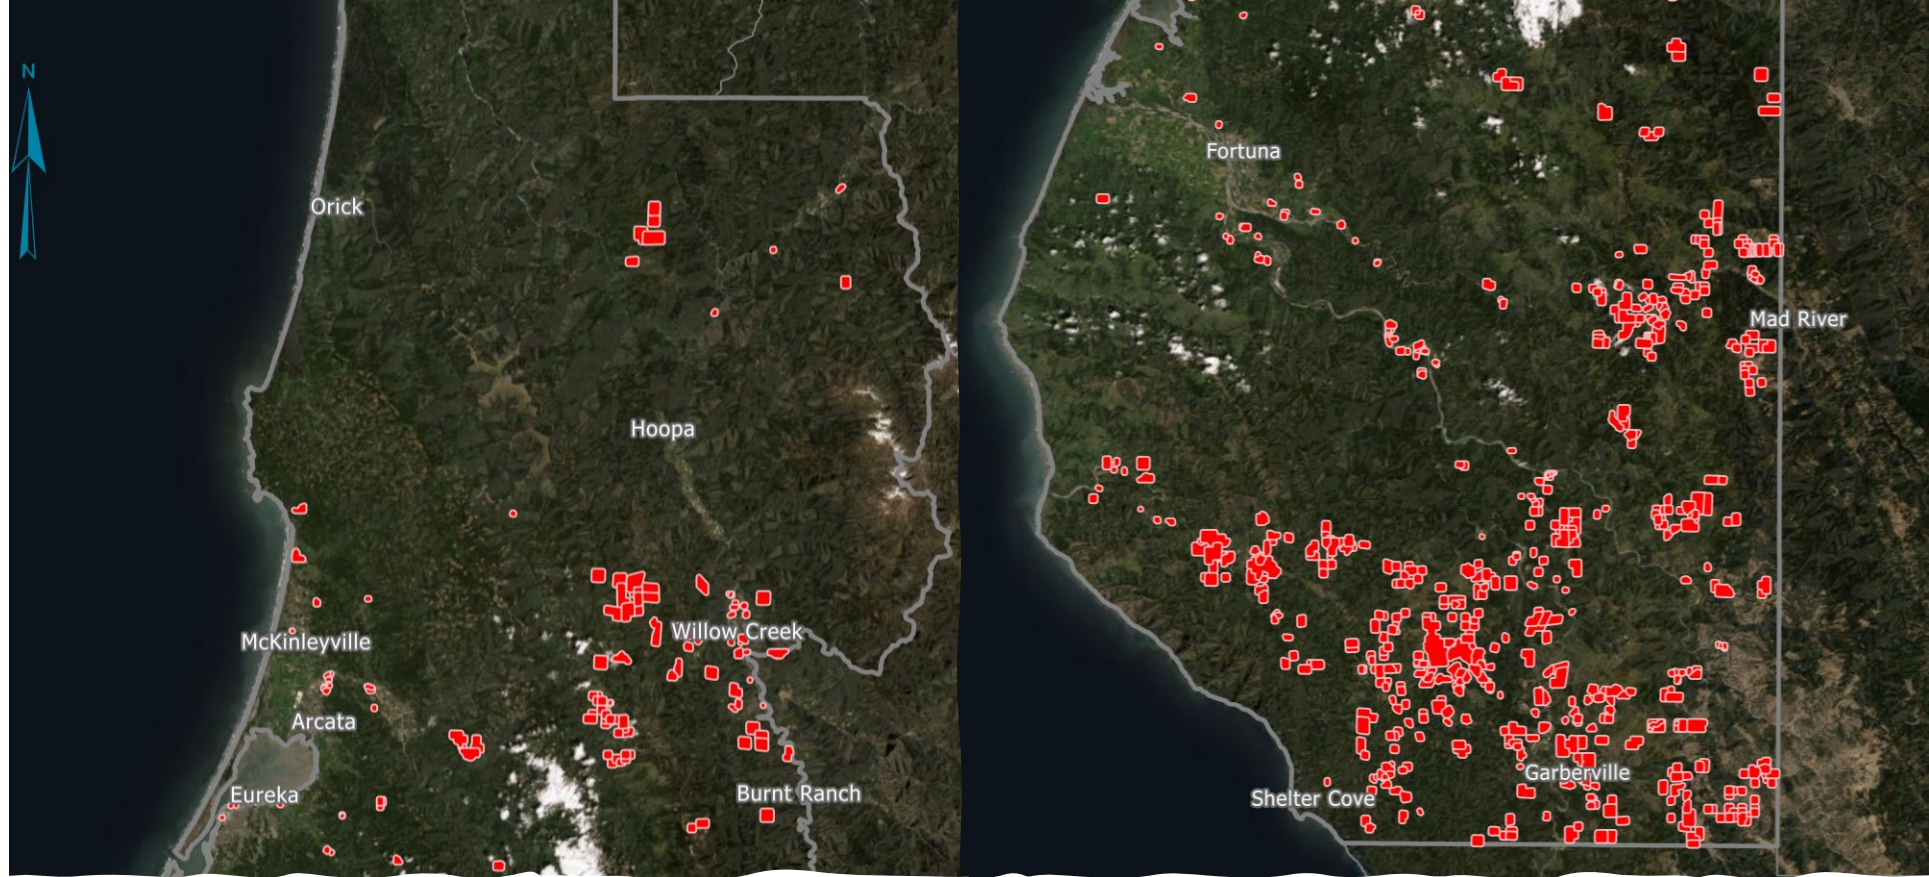 N
Orick
Hoopa
McKinleyville
Willow Creek
Arcata
Eureka
Burnt Ranch
Fortuna
Mad River
Garberville
Shelter Cove